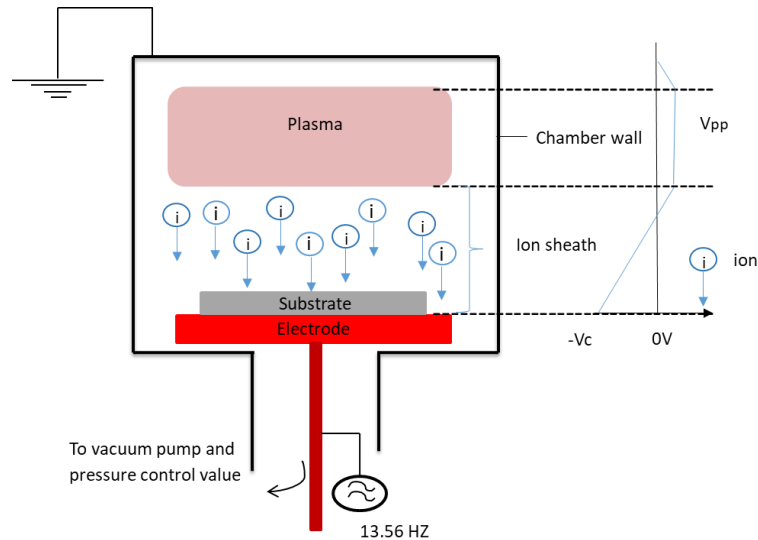 Plasma
Vpp
Chamber wall
i
i
i
i
i
i
i
i
i
i
Ion sheath
i
ion
Substrate
Electrode
-Vc
0V
To vacuum pump and
pressure control value
13.56 HZ